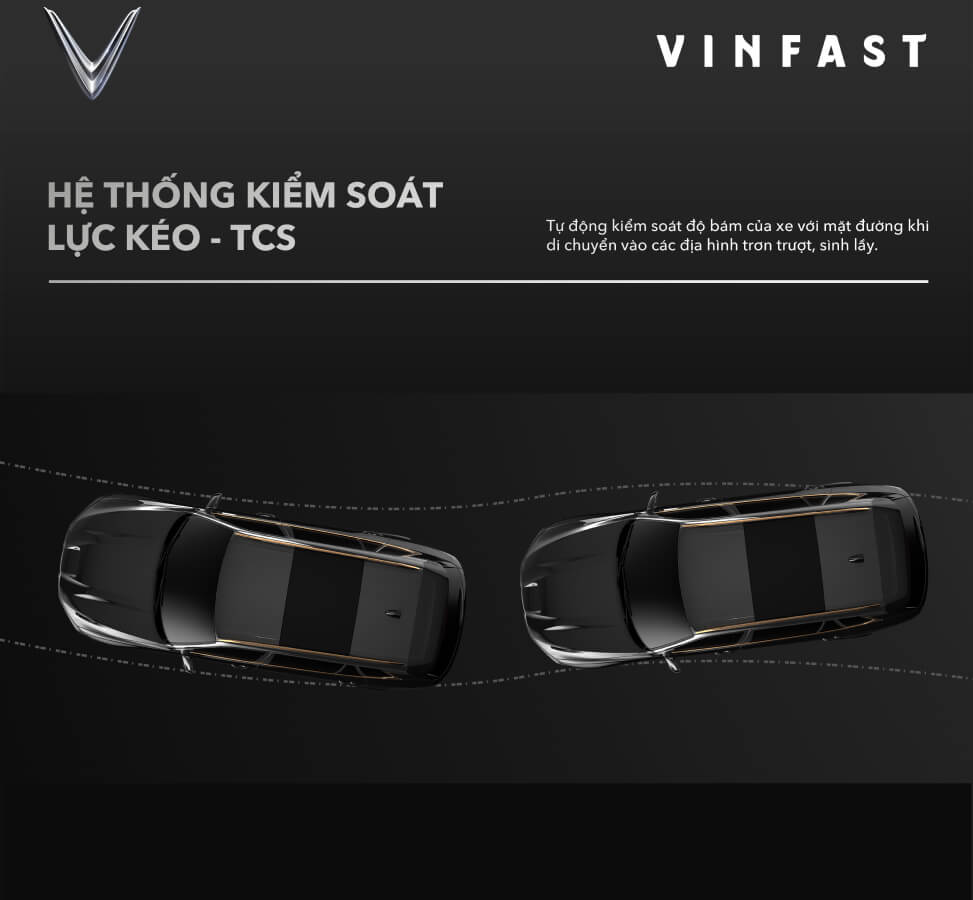 VINFAST
HỆ THỐNG KIỂM SOÁT
LỰC KÉO - TCS
Tự động kiểm soát độ bám của xe với mặt đường khi
di chuyển vào các địa hình trơn trượt, sình lầy.